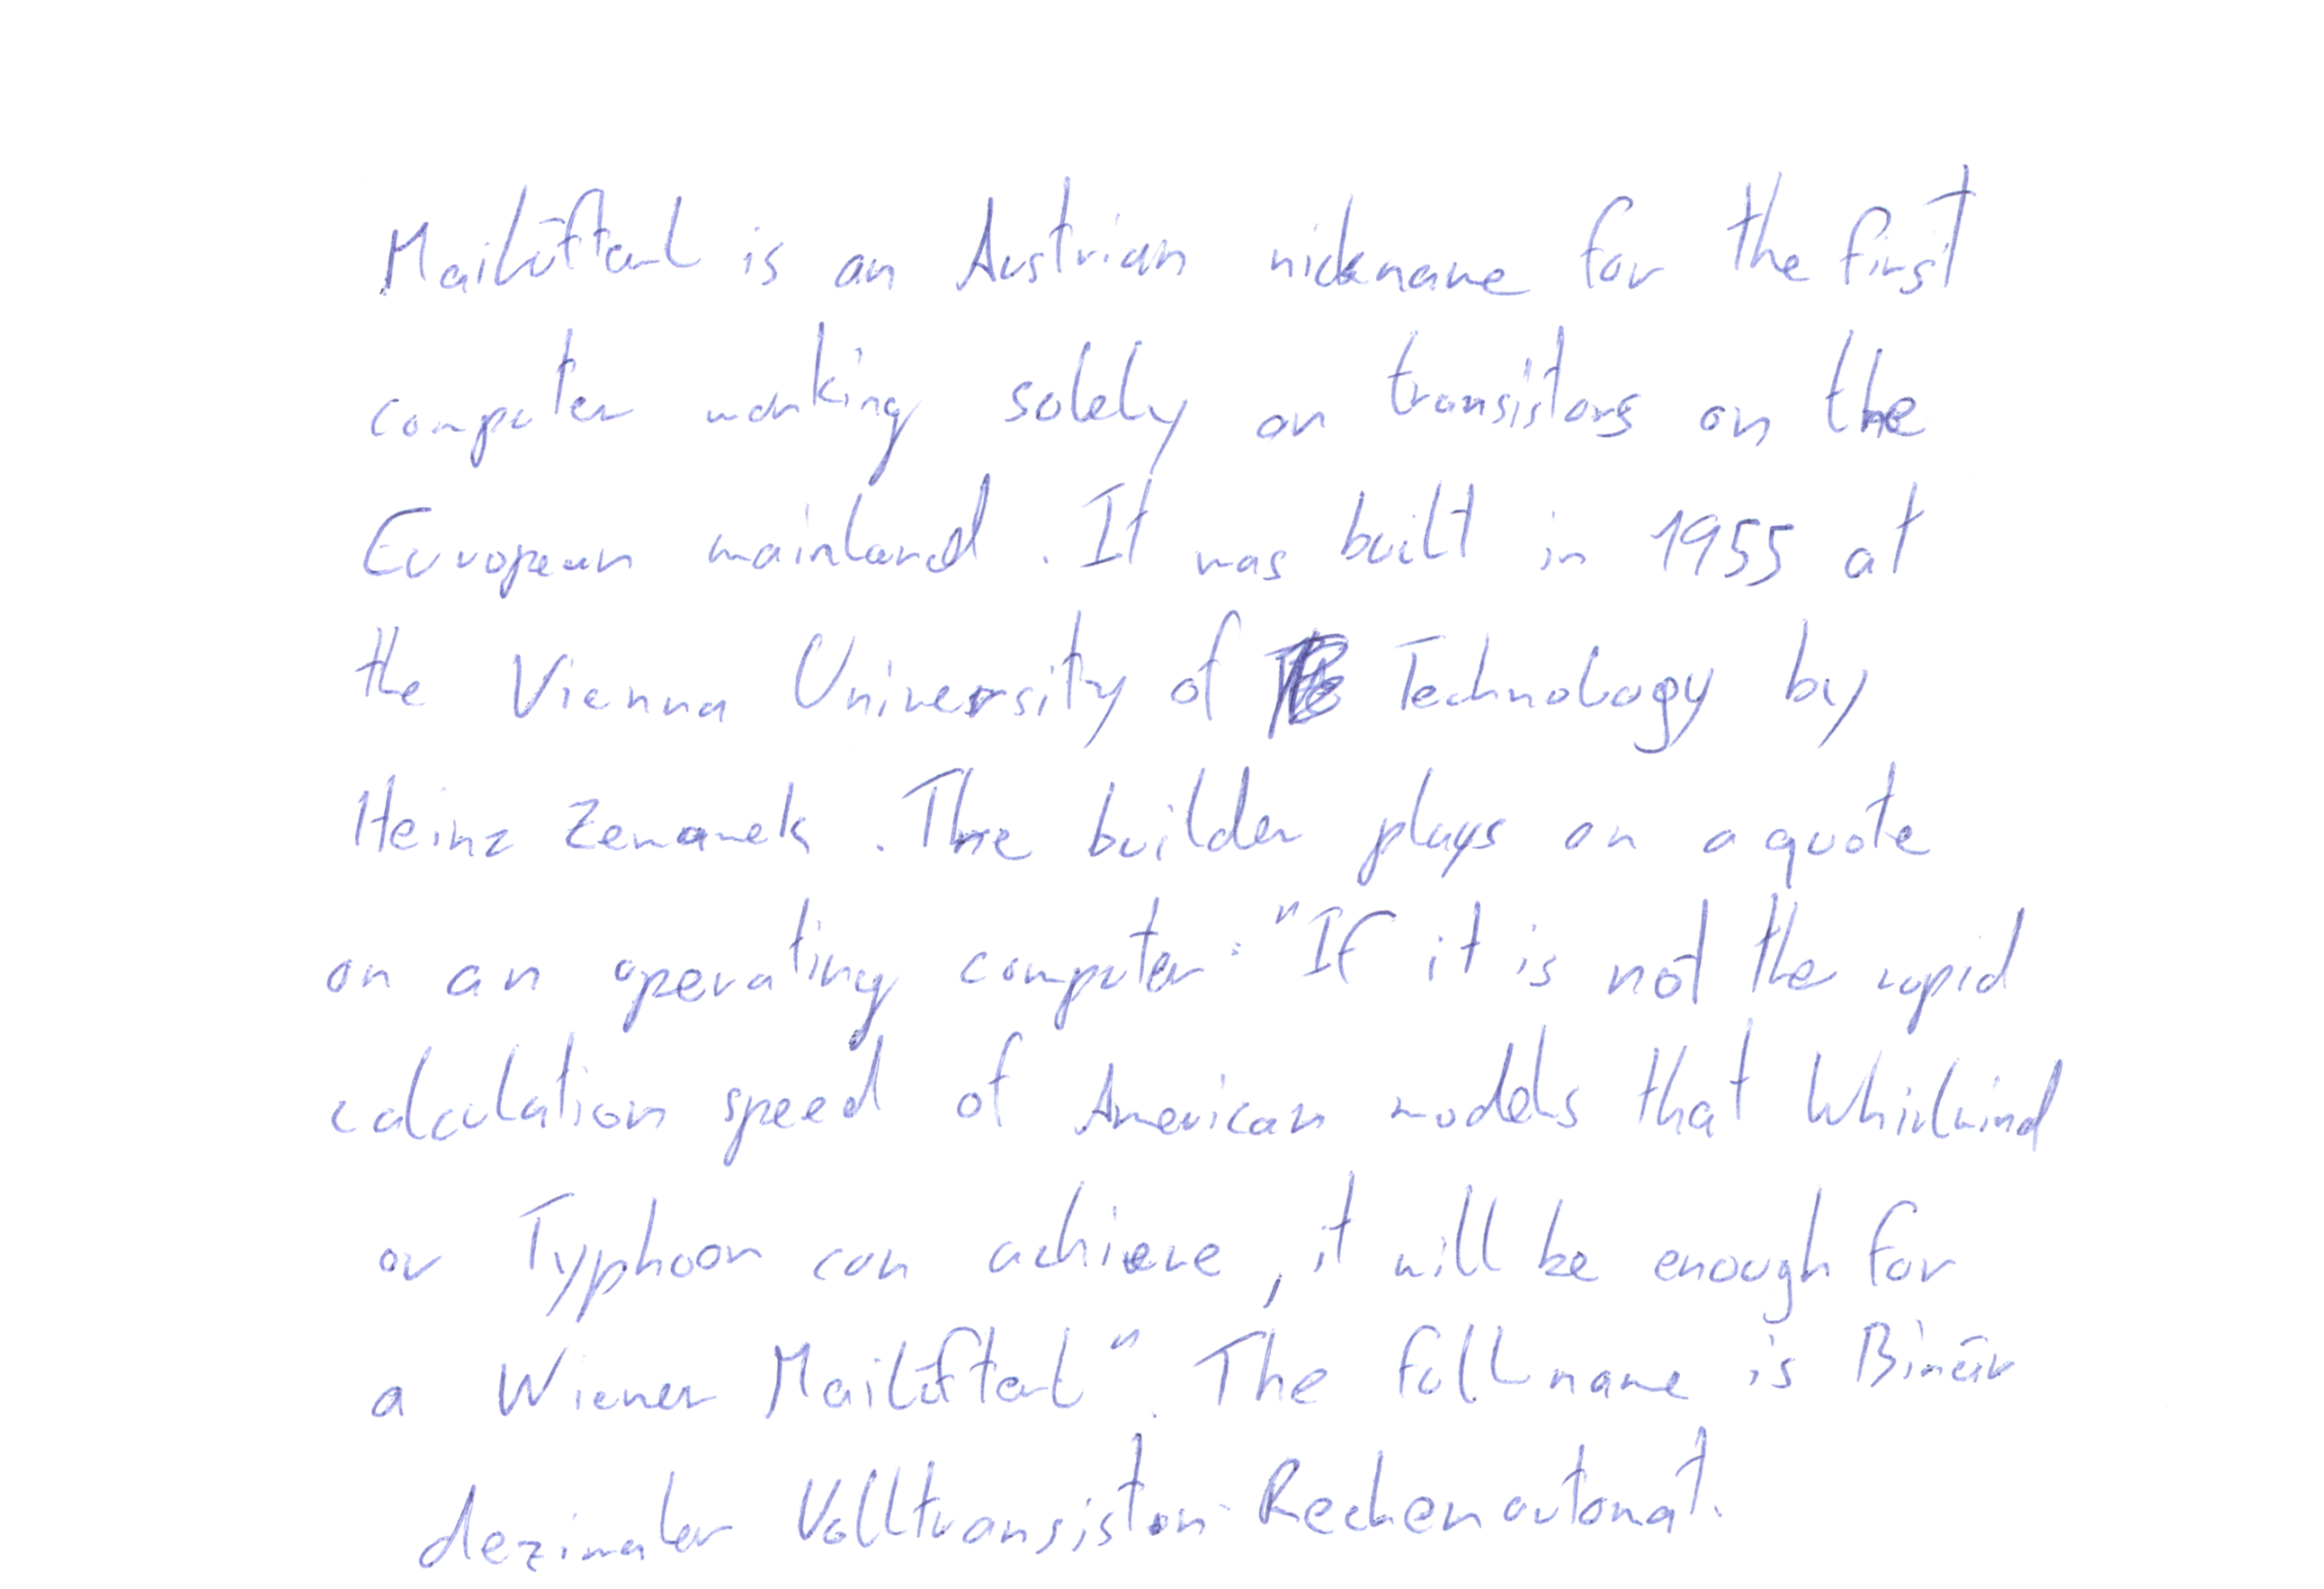 Mailüfterl is an Austrian nickname for the first
computer working solely on transistors on the
European mainland. It was built in 1955 at
the Vienna University of Technology by
Heinz Zemanek. The builder plays on a quote
on an operating computer: "If it is not the rapid
calculation speed of American models that Whirlwind
or Typhoon can achieve, it will be enough for
a Wiener Mailüfterl". The full name is Binär
dezimaler Volltransistor-Rechenautomat.